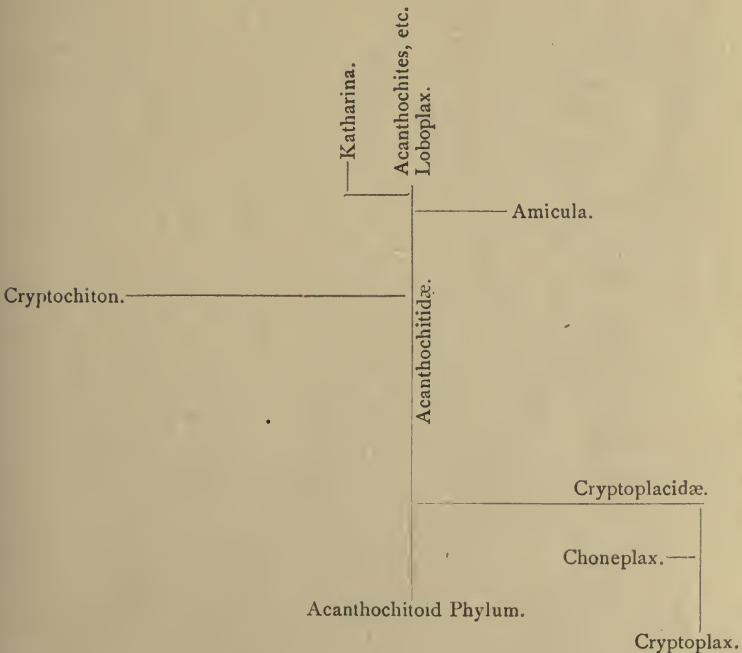 Katharina.
Acanthochites, etc.
Loboplax.
Amicula.
Cryptochiton.
Acanthochitidæ.
Cryptoplacidæ.
Choneplax.
Acanthochitoid Phylum.
Cryptoplax.